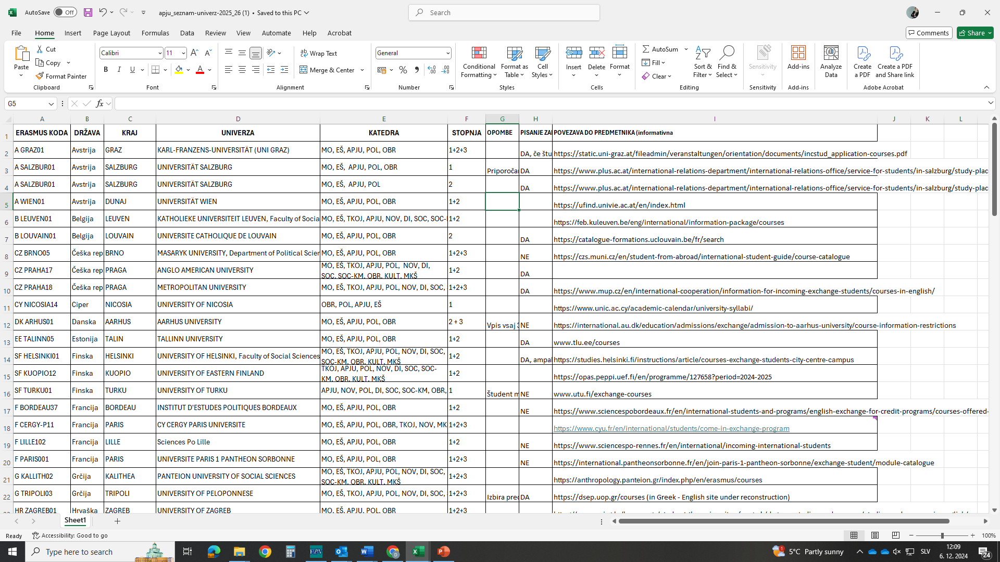 AutoSave Off apju_seznam-univerz-2025_26 (1) • Saved to this PC Search
File Home Insert Page Layout Formulas Data Review View Automate Help Acrobat Comments Share
Paste Cut Copy Format Painter Clipboard
Calibri 11 B I U A Font
Wrap Text Merge & Center Alignment
General % Number
Conditional Formatting Format as Table Cell Styles Styles
Insert Delete Format Cells
AutoSum Fill Clear Sort & Filter Find & Select Editing
Sensitivity Sensitivity
Add-ins Add-ins
Analyze Data
Create a PDF Create a PDF and Share link Adobe Acrobat
G5 fx
A B C D E F G H I J K L
1 ERASMUS KODA DRŽAVA KRAJ UNIVERZA KATEDRA STOPNJA OPOMBE PISANJE ZA POVEZAVA DO PREDMETNIKA (informativna
2 A GRAZ01 Avstrija GRAZ KARL-FRANZENS-UNIVERSITÄT (UNI GRAZ) MO, EŠ, APJU, POL, OBR 1+2+3 DA, če štu https://static.uni-graz.at/fileadmin/veranstaltungen/orientation/documents/incstud_application-courses.pdf
3 A SALZBUR01 Avstrija SALZBURG UNIVERSITÄT SALZBURG MO, EŠ, APJU, POL, OBR 1 Priporoča DA https://www.plus.ac.at/international-relations-department/international-relations-office/service-for-students/in-salzburg/study-plac
4 A SALZBUR01 Avstrija SALZBURG UNIVERSITÄT SALZBURG MO, EŠ, APJU, POL 2 DA https://www.plus.ac.at/international-relations-department/international-relations-office/service-for-students/in-salzburg/study-plac
5 A WIEN01 Avstrija DUNAJ UNIVERSITÄT WIEN MO, EŠ, APJU, POL, OBR 1+2 https://ufind.univie.ac.at/en/index.html
6 B LEUVEN01 Belgija LEUVEN KATHOLIEKE UNIVERSITEIT LEUVEN, Faculty of Socia MO, EŠ, TKOJ, APJU, NOV, DI, SOC, SOC- 1+2 https://feb.kuleuven.be/eng/international/information-package/courses
7 B LOUVAIN01 Belgija LOUVAIN UNIVERSITE CATHOLIQUE DE LOUVAIN MO, EŠ, APJU, POL, OBR 2 DA https://catalogue-formations.uclouvain.be/fr/search
8 CZ BRNO05 Češka rep BRNO MASARYK UNIVERSITY, Department of Political Scien MO, EŠ, APJU, POL, OBR 1+2+3 NE https://czs.muni.cz/en/student-from-abroad/international-student-guide/course-catalogue
9 CZ PRAHA17 Češka rep PRAGA ANGLO AMERICAN UNIVERSITY MO, EŠ, TKOJ, APJU, POL, NOV, DI, SOC, SOC-KM, OBR, KULT, MKŠ 1+2 DA
10 CZ PRAHA18 Češka rep PRAGA METROPOLITAN UNIVERSITY MO, EŠ, TKOJ, APJU, POL, NOV, DI, SOC, 1+2+3 DA https://www.mup.cz/en/international-cooperation/information-for-incoming-exchange-students/courses-in-english/
11 CY NICOSIA14 Ciper NICOSIA UNIVERSITY OF NICOSIA OBR, POL, APJU, EŠ 1 https://www.unic.ac.cy/academic-calendar/university-syllabi/
12 DK ARHUS01 Danska AARHUS AARHUS UNIVERSITY MO, EŠ, APJU, POL, OBR 2 + 3 Vpis vsaj 3 NE https://international.au.dk/education/admissions/exchange/admission-to-aarhus-university/course-information-restrictions
13 EE TALINN05 Estonija TALIN TALLINN UNIVERSITY MO, EŠ, APJU, POL, OBR 1+2 DA www.tlu.ee/courses
14 SF HELSINKI01 Finska HELSINKI UNIVERSITY OF HELSINKI, Faculty of Social Sciences MO, EŠ, TKOJ, APJU, POL, NOV, DI, SOC, SOC-KM, OBR, KULT, MKŠ 1+2 DA, ampa https://studies.helsinki.fi/instructions/article/courses-exchange-students-city-centre-campus
15 SF KUOPIO12 Finska KUOPIO UNIVERSITY OF EASTERN FINLAND TKOJ, APJU, POL, NOV, DI, SOC, SOC-KM, OBR, KULT, MKŠ 1+2 https://opas.peppi.uef.fi/en/programme/127658?period=2024-2025
16 SF TURKU01 Finska TURKU UNIVERSITY OF TURKU APJU, NOV, POL, DI, SOC, SOC-KM, OBR, 1 Študent m NE www.utu.fi/exchange-courses
17 F BORDEAU37 Francija BORDEAU INSTITUT D'ESTUDES POLITIQUES BORDEAUX MO, EŠ, APJU, POL, OBR 1+2 NE https://www.sciencespobordeaux.fr/en/international-students-and-programs/english-exchange-for-credit-programs/courses-offered-
18 F CERGY-P11 Francija PARIS CY CERGY PARIS UNIVERSITE MO, EŠ, APJU, POL, OBR, TKOJ, NOV, MK 1+2+3 https://www.cyu.fr/en/international/students/come-in-exchange-program
19 F LILLE102 Francija LILLE Sciences Po Lille MO, EŠ, APJU, POL, OBR 1+2 NE https://www.sciencespo-rennes.fr/en/international/incoming-international-students
20 F PARIS001 Francija PARIS UNIVERSITE PARIS 1 PANTHEON SORBONNE MO, EŠ, APJU, POL, OBR 1+2+3 NE https://international.pantheonsorbonne.fr/en/join-paris-1-pantheon-sorbonne/exchange-student/module-catalogue
21 G KALLITH02 Grčija KALITHEA PANTEION UNIVERSITY OF SOCIAL SCIENCES MO, EŠ, TKOJ, APJU, POL, NOV, DI, SOC, SOC-KM, OBR, KULT, MKŠ 1+2+3 https://anthropology.panteion.gr/index.php/en/erasmus/courses
22 G TRIPOLI03 Grčija TRIPOLI UNIVERSITY OF PELOPONNESE MO, EŠ, TKOJ, APJU, POL, NOV, DI, SOC, 1+2+3 Izbira pred DA https://dsep.uop.gr/courses (in Greek - English site under reconstruction)
HR ZAGREB01 Hrvaška ZAGREB UNIVERSITY OF ZAGREB MO, EŠ, APJU, POL, OBR 1+2+3
Sheet1
Ready Accessibility: Good to go 100%
Type here to search 5°C Partly sunny SLV 12:09 6. 12. 2024 24